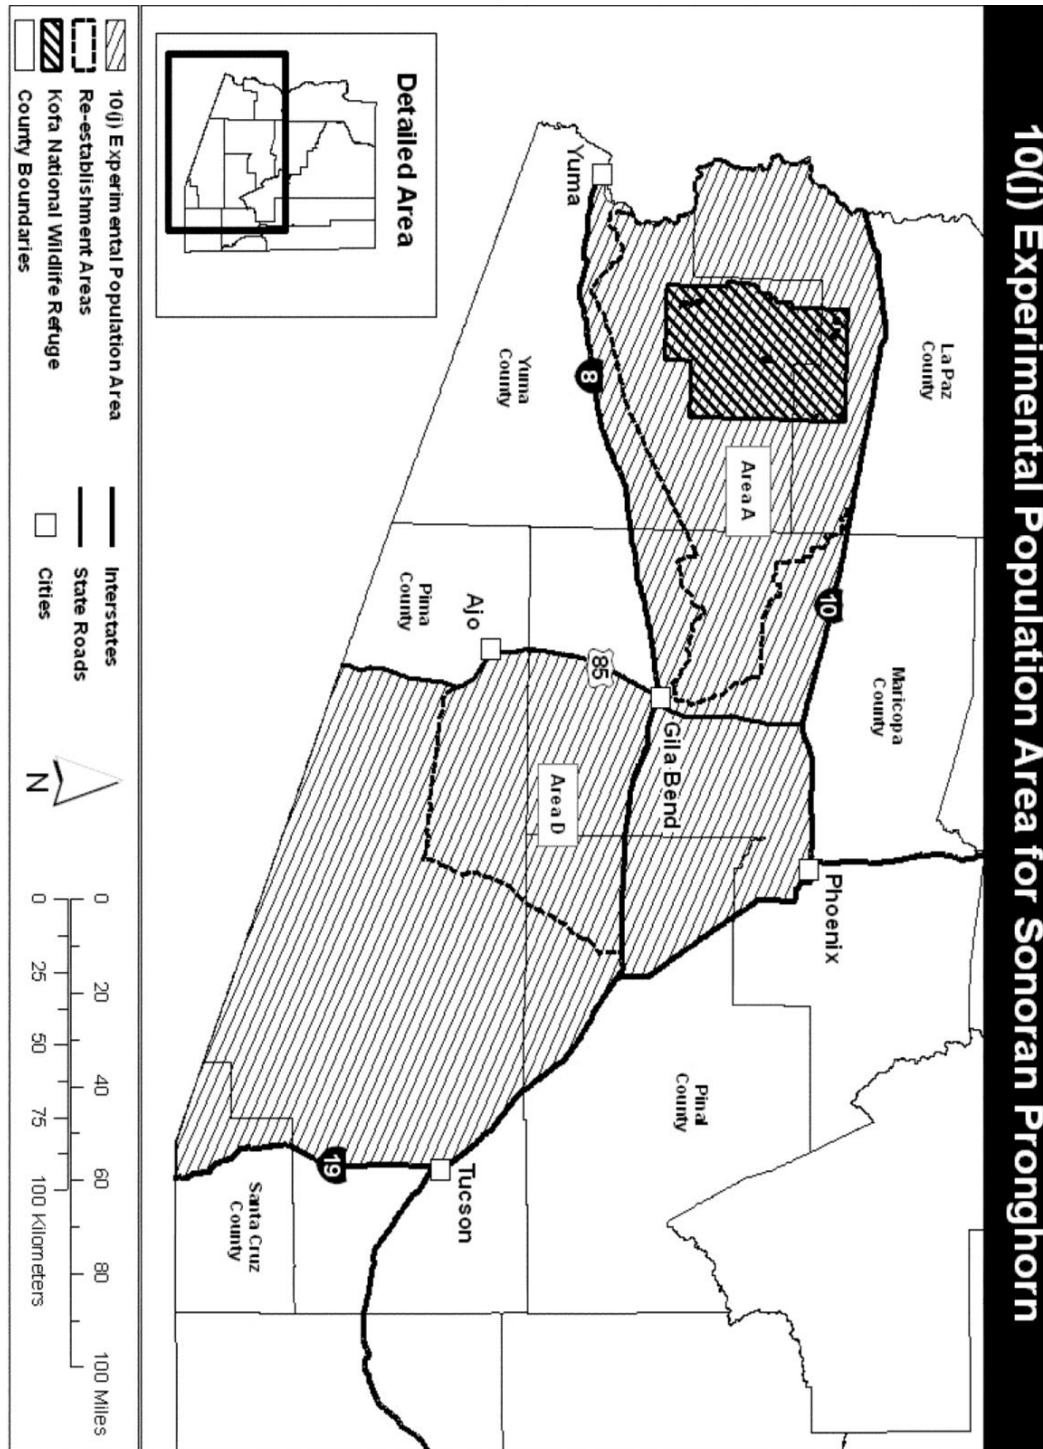 10(j) Experimental Population Area for Sonoran Pronghorn
La Paz
County
Maricopa
County
10
Phoenix
Area A
Yuma
8
Yuma
County
Gila Bend
85
Area D
Pinal
County
Ajo
Pima
County
Tucson
19
Santa Cruz
County
Detailed Area
10(j) Experimental Population Area
Re-establishment Areas
Kofa National Wildlife Refuge
County Boundaries
Interstates
State Roads
Cities
N
0 20 40 60 80 100 Miles
0 25 50 75 100 Kilometers